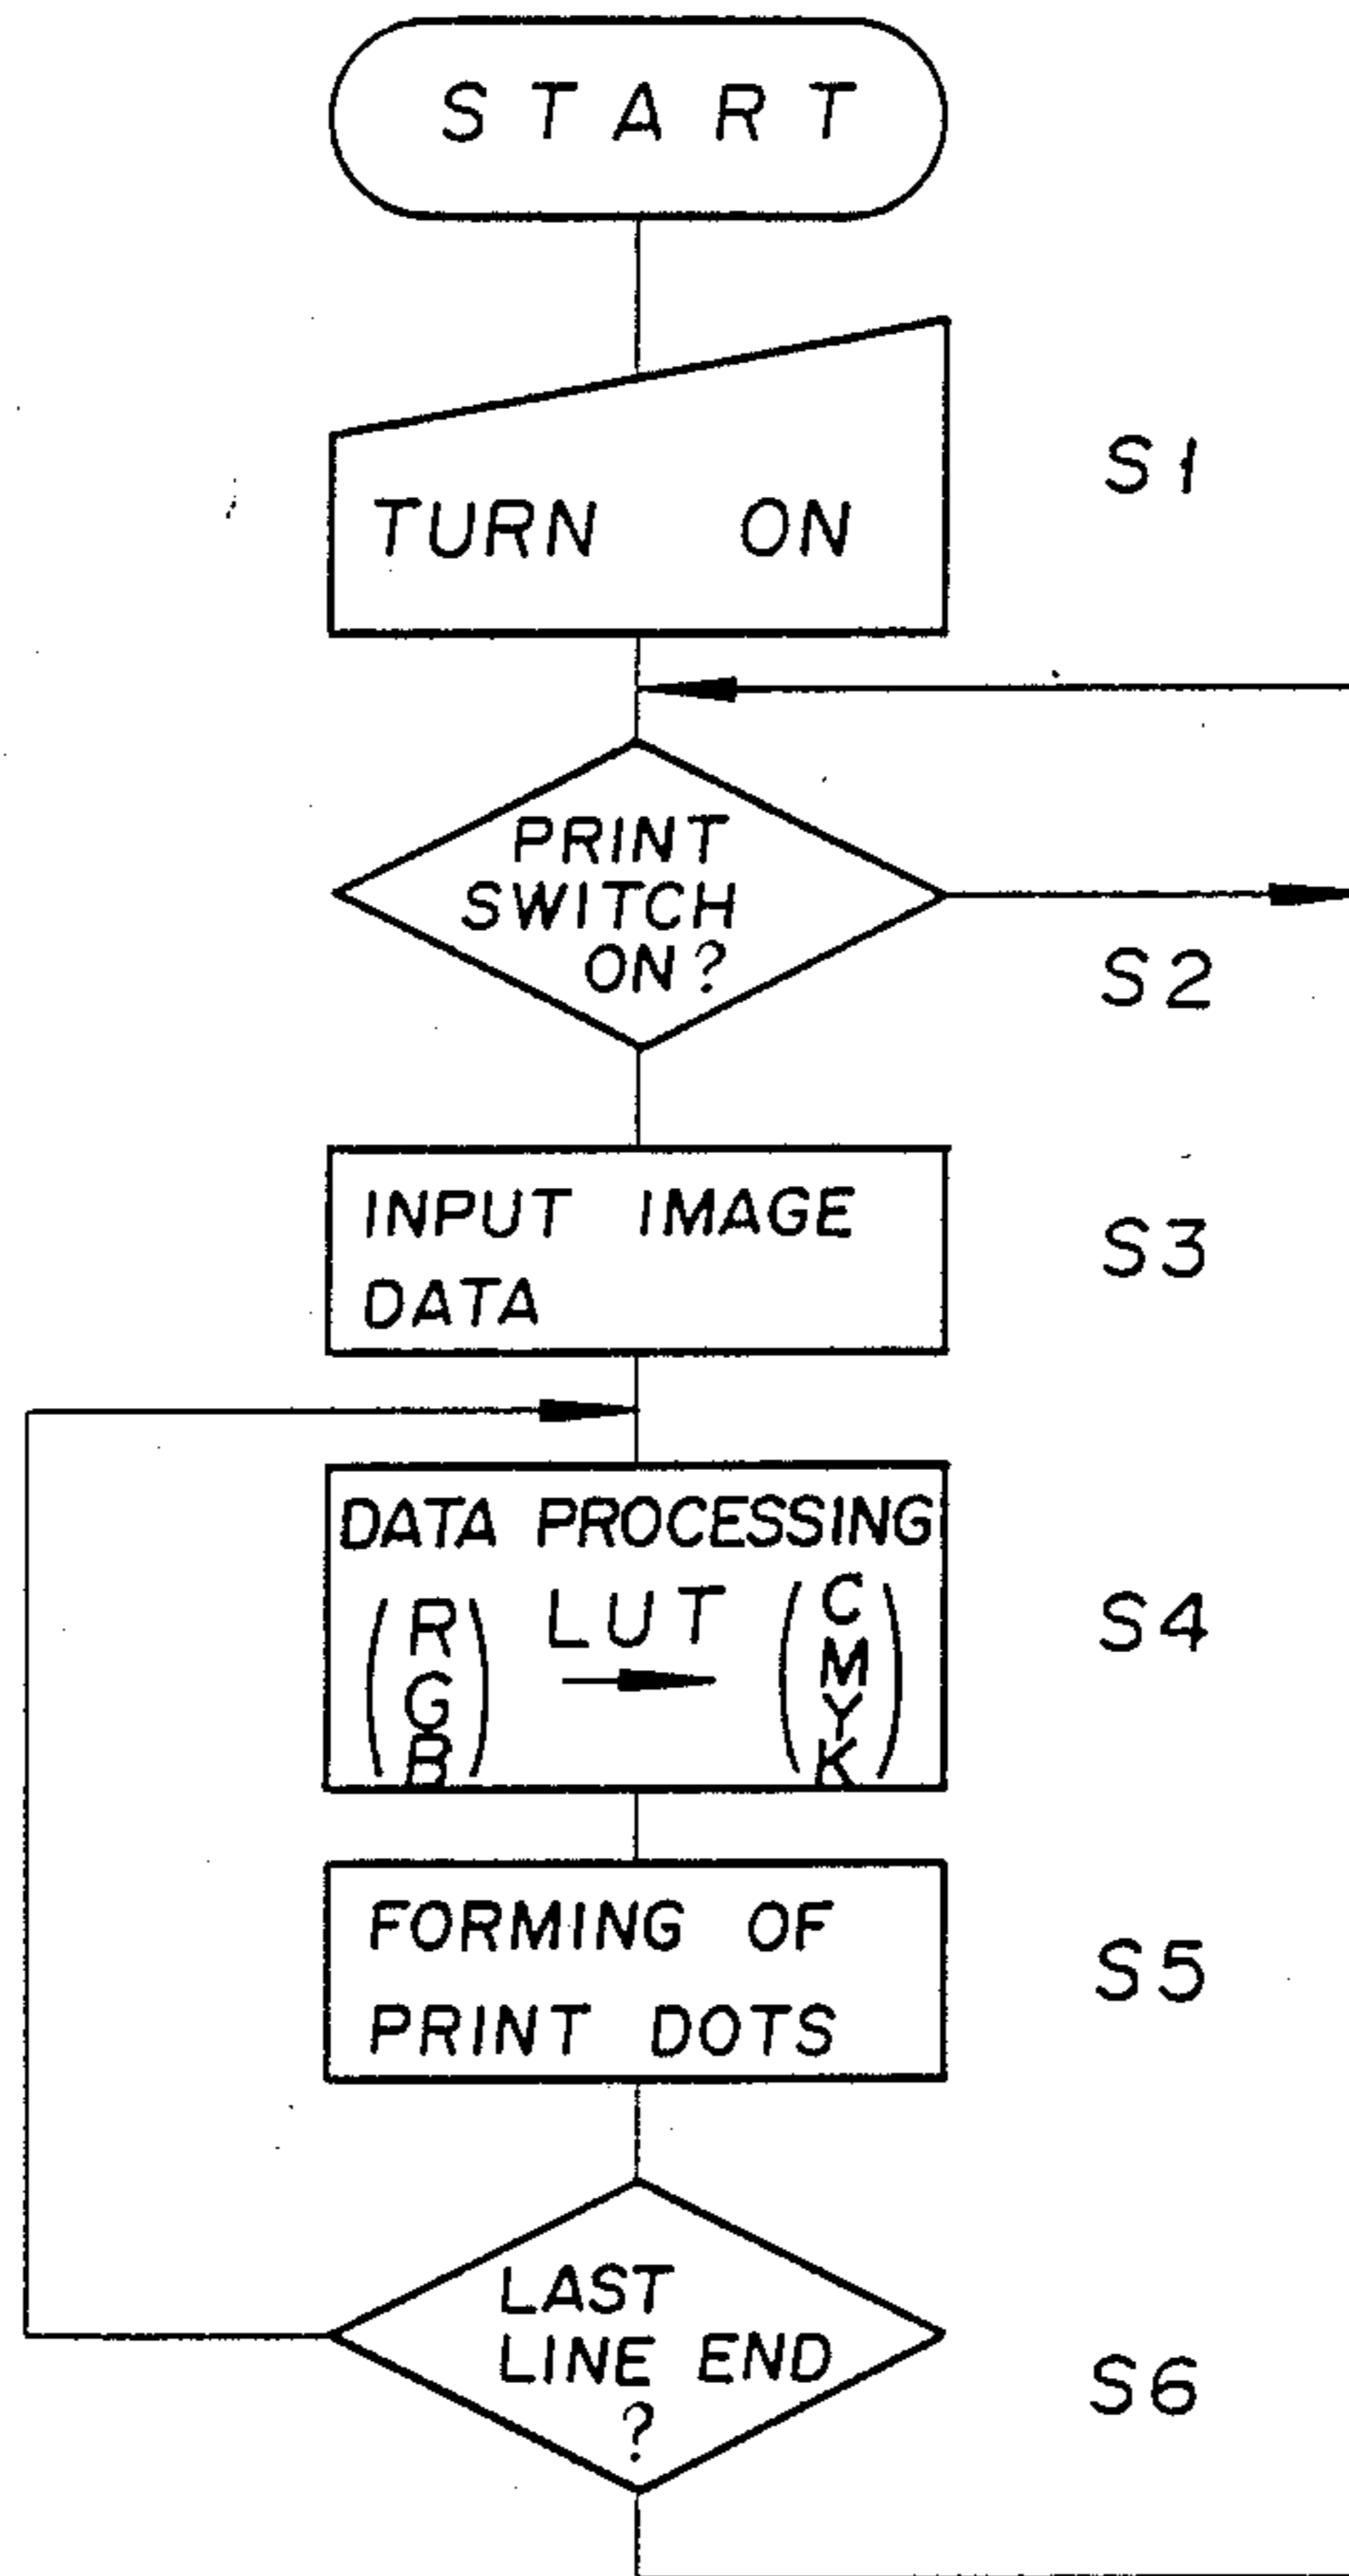 START
TURN ON
S1
PRINT
SWITCH
ON?
S2
INPUT IMAGE
DATA
S3
DATA PROCESSING
R
G
B
LUT
C
M
Y
K
S4
FORMING OF
PRINT DOTS
S5
LAST
LINE END
?
S6